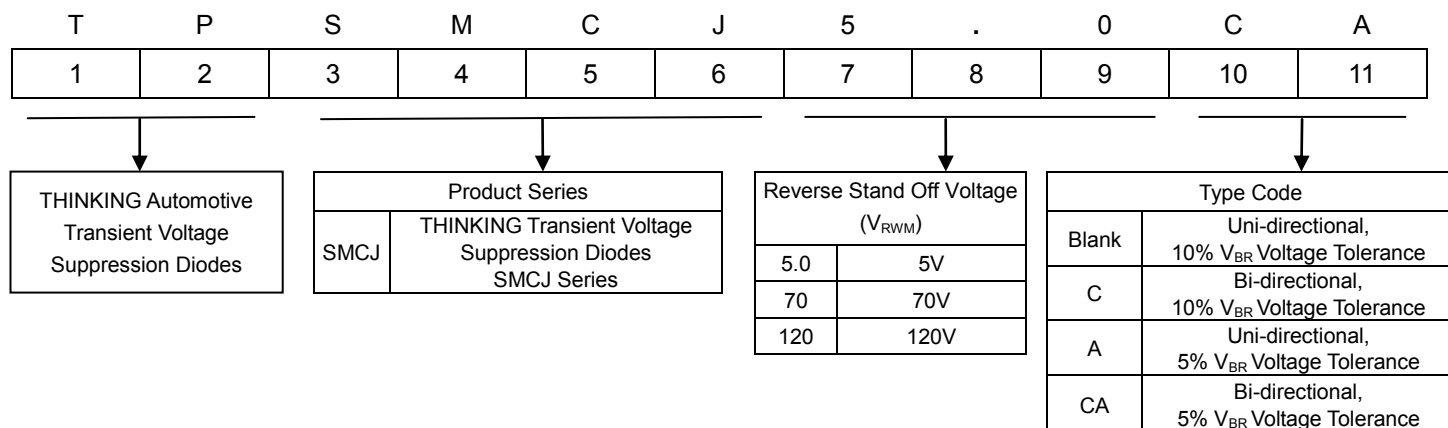 T P S M C J 5 . 0 C A
1 2 3 4 5 6 7 8 9 10 11
THINKING Automotive
Transient Voltage
Suppression Diodes
Product Series
SMCJ
THINKING Transient Voltage
Suppression Diodes
SMCJ Series
Reverse Stand Off Voltage
(VRWM)
5.0 5V
70 70V
120 120V
Type Code
Blank
Uni-directional,
10% VBR Voltage Tolerance
C
Bi-directional,
10% VBR Voltage Tolerance
A
Uni-directional,
5% VBR Voltage Tolerance
CA
Bi-directional,
5% VBR Voltage Tolerance